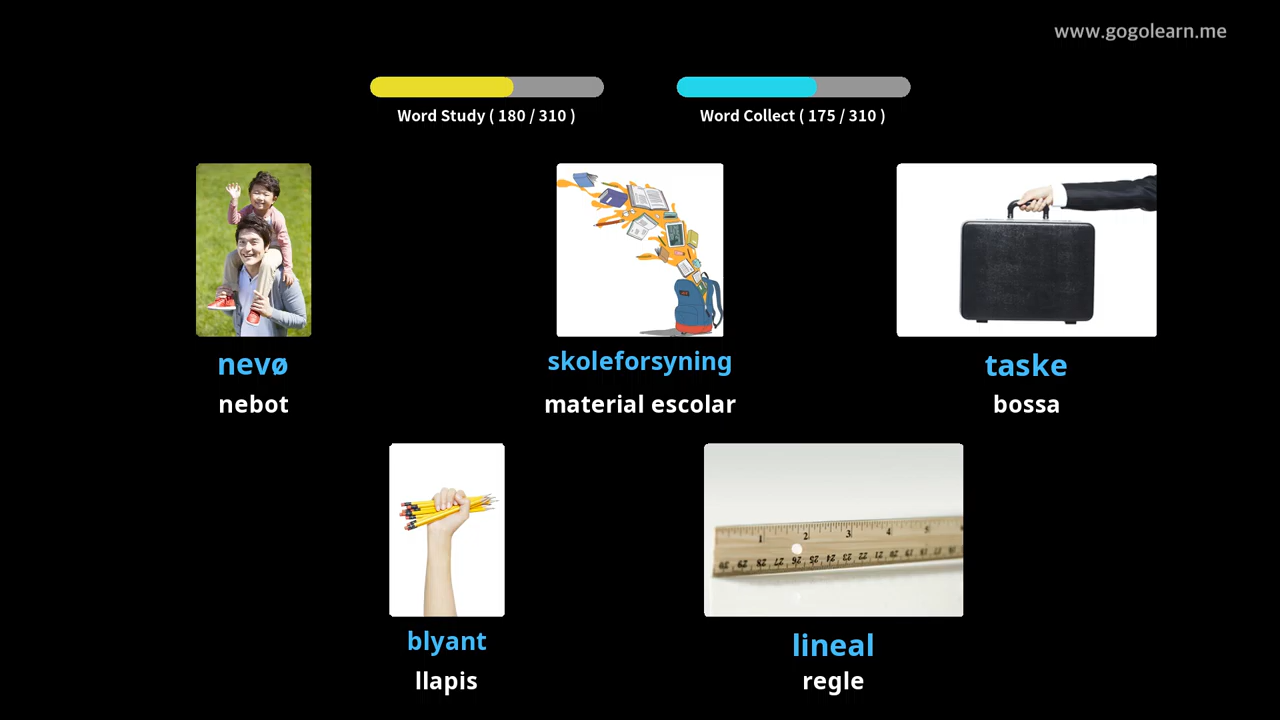 www.gogolearn.me
Word Study ( 180 / 310 )
Word Collect ( 175 / 310 )
nevø
nebot
skoleforsyning
material escolar
taske
bossa
blyant
llapis
lineal
regle